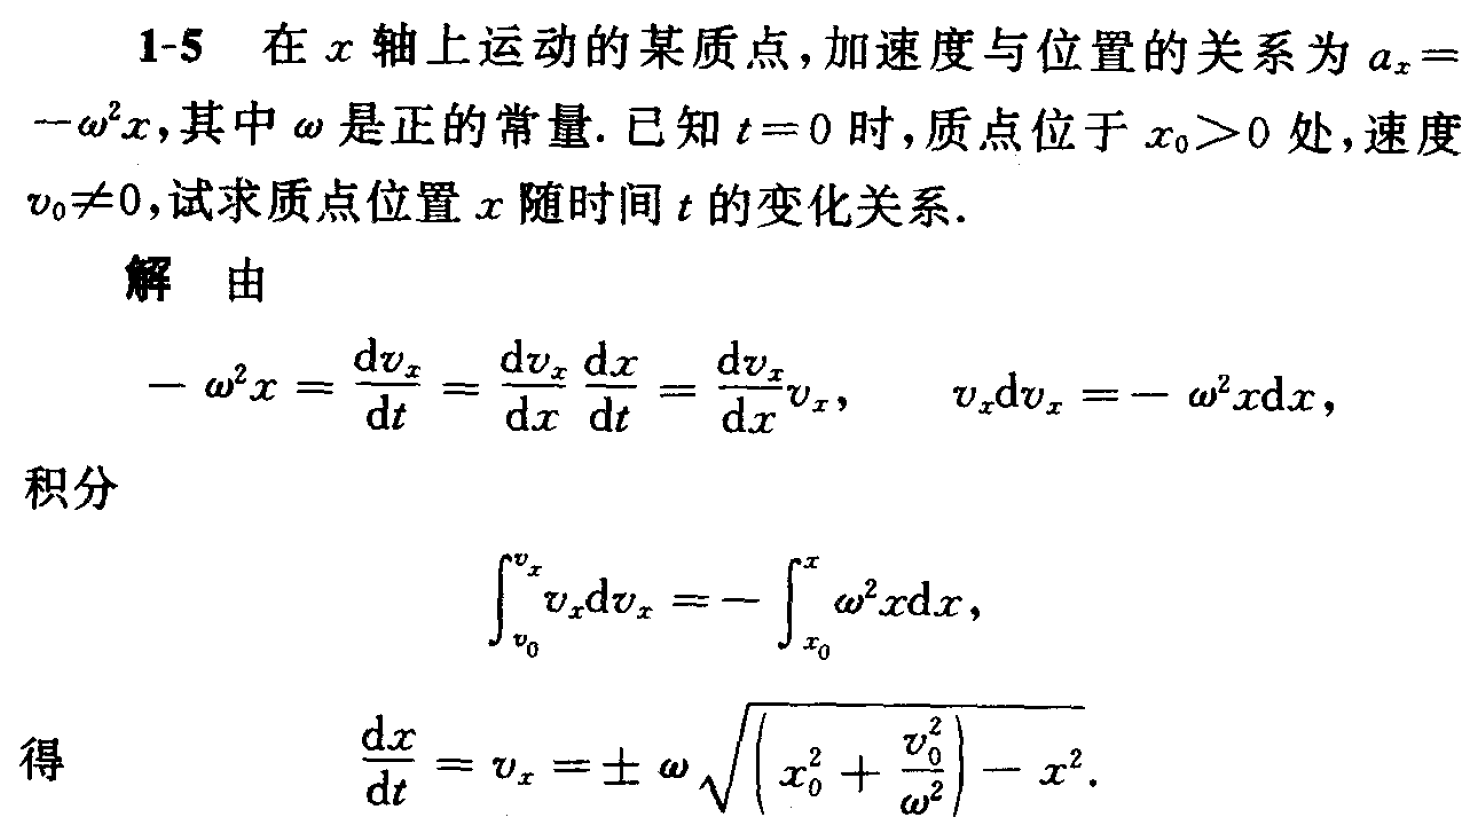 1-5 在 x 轴上运动的某质点,加速度与位置的关系为 aₓ=
−ω²x,其中 ω 是正的常量. 已知 t=0 时,质点位于 x₀>0 处,速度
v₀≠0,试求质点位置 x 随时间 t 的变化关系.
解 由
− ω²x = dvₓ/dt = dvₓ/dx dx/dt = dvₓ/dx vₓ, vₓdvₓ = − ω²xdx,
积分
∫_{v₀}^{vₓ} vₓdvₓ = − ∫_{x₀}^{x} ω²xdx,
得 dx/dt = vₓ = ± ω√((x₀² + v₀²/ω²) − x²).